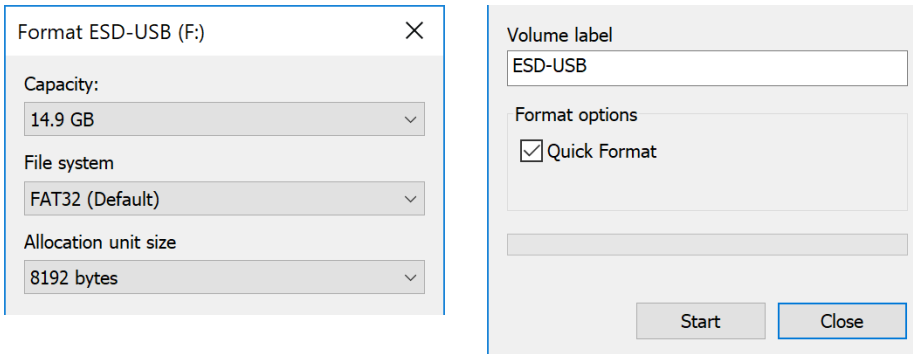 Format ESD-USB (F:)
Capacity:
14.9 GB
File system
FAT32 (Default)
Allocation unit size
8192 bytes
Volume label
ESD-USB
Format options
Quick Format
Start
Close